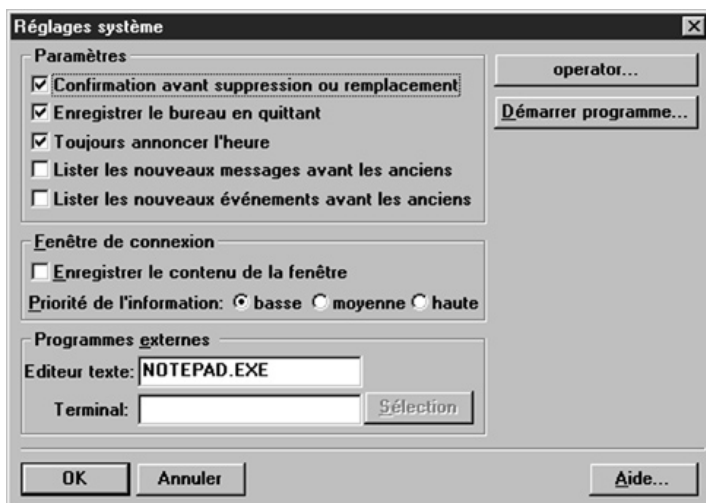 Réglages système
Paramètres
Confirmation avant suppression ou remplacement
Enregistrer le bureau en quittant
Toujours annoncer l'heure
Lister les nouveaux messages avant les anciens
Lister les nouveaux événements avant les anciens
operator...
Démarrer programme...
Fenêtre de connexion
Enregistrer le contenu de la fenêtre
Priorité de l'information: basse moyenne haute
Programmes externes
Editeur texte: NOTEPAD.EXE
Terminal: Sélection
OK Annuler Aide...